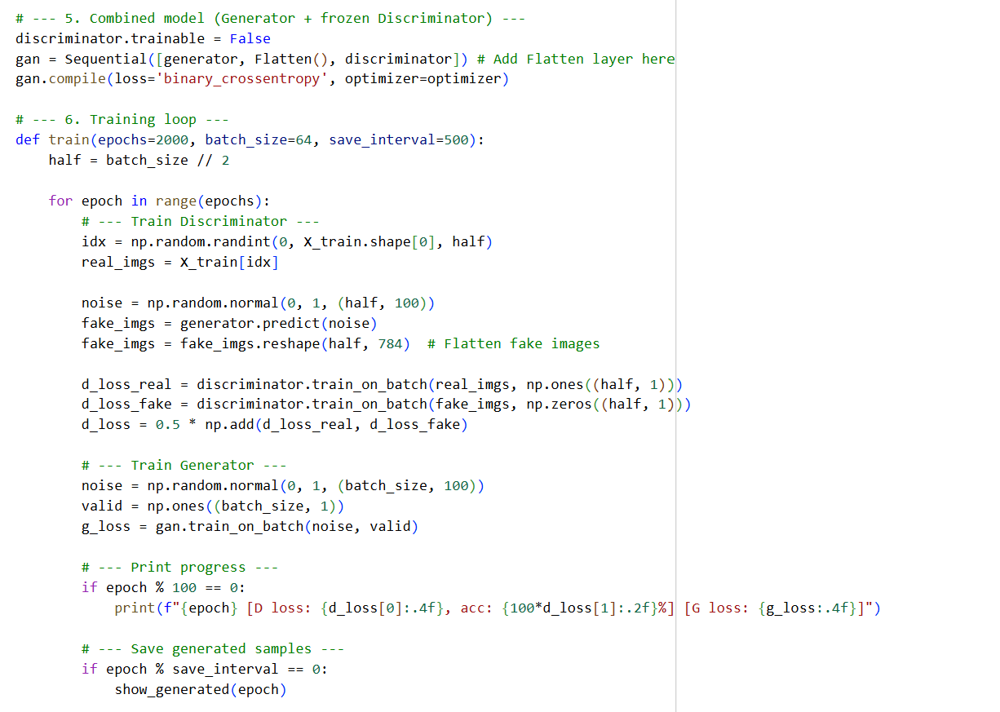 # --- 5. Combined model (Generator + frozen Discriminator) ---
discriminator.trainable = False
gan = Sequential([generator, Flatten(), discriminator]) # Add Flatten layer here
gan.compile(loss='binary_crossentropy', optimizer=optimizer)

# --- 6. Training loop ---
def train(epochs=2000, batch_size=64, save_interval=500):
    half = batch_size // 2

    for epoch in range(epochs):
        # --- Train Discriminator ---
        idx = np.random.randint(0, X_train.shape[0], half)
        real_imgs = X_train[idx]

        noise = np.random.normal(0, 1, (half, 100))
        fake_imgs = generator.predict(noise)
        fake_imgs = fake_imgs.reshape(half, 784)  # Flatten fake images

        d_loss_real = discriminator.train_on_batch(real_imgs, np.ones((half, 1)))
        d_loss_fake = discriminator.train_on_batch(fake_imgs, np.zeros((half, 1)))
        d_loss = 0.5 * np.add(d_loss_real, d_loss_fake)

        # --- Train Generator ---
        noise = np.random.normal(0, 1, (batch_size, 100))
        valid = np.ones((batch_size, 1))
        g_loss = gan.train_on_batch(noise, valid)

        # --- Print progress ---
        if epoch % 100 == 0:
            print(f"{epoch} [D loss: {d_loss[0]:.4f}, acc: {100*d_loss[1]:.2f}%] [G loss: {g_loss:.4f}]")

        # --- Save generated samples ---
        if epoch % save_interval == 0:
            show_generated(epoch)